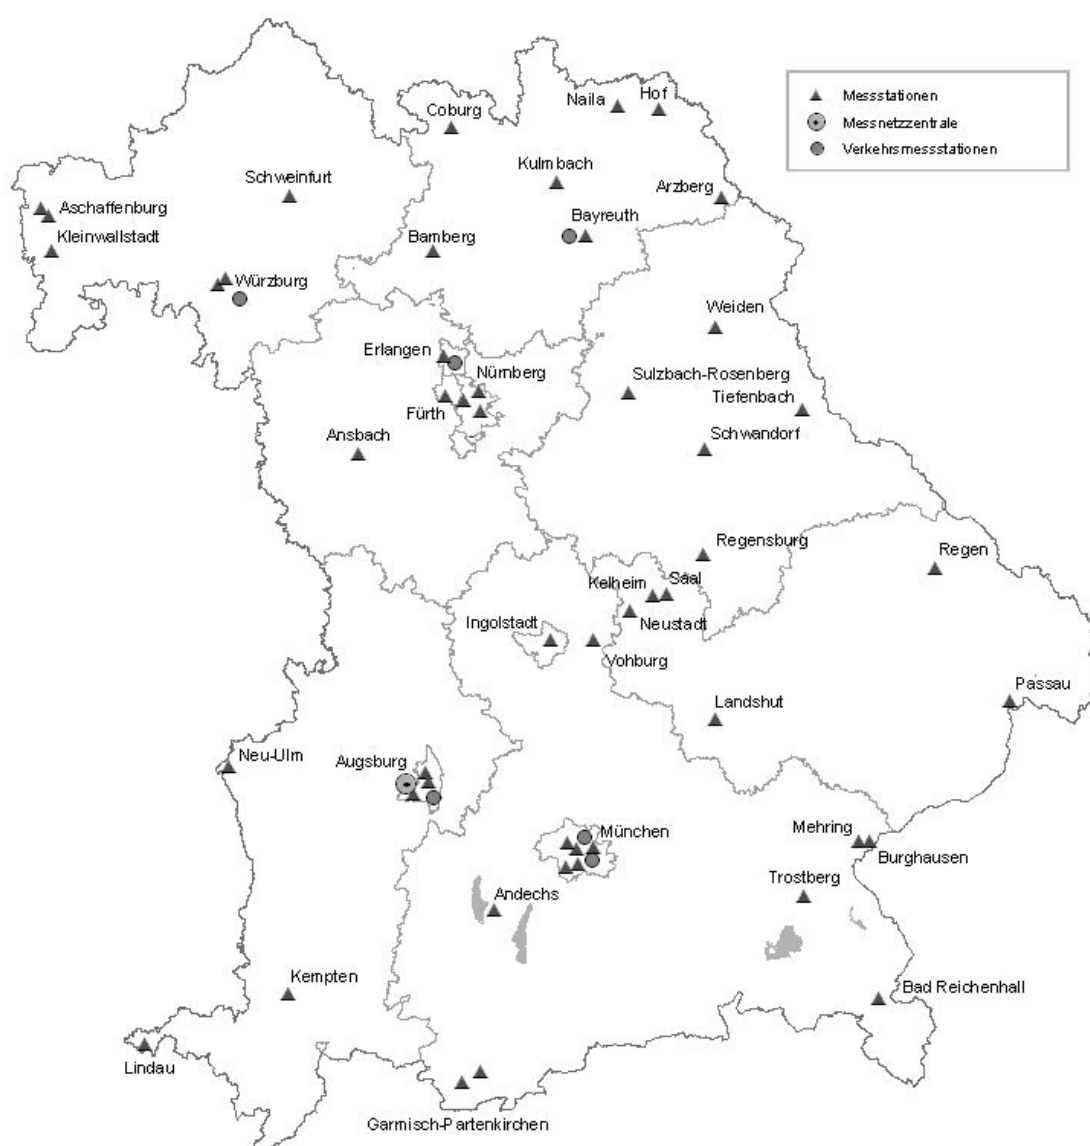 Messstationen
Messnetzzentrale
Verkehrsmessstationen
Naila
Hof
Coburg
Kulmbach
Schweinfurt
Arzberg
Aschaffenburg
Bayreuth
Kleinwallstadt
Bamberg
Würzburg
Weiden
Erlangen
Nürnberg
Sulzbach-Rosenberg
Tiefenbach
Fürth
Ansbach
Schwandorf
Regensburg
Regen
Kelheim
Saal
Ingolstadt
Neustadt
Vohburg
Passau
Landshut
Neu-Ulm
Augsburg
München
Mehring
Burghausen
Trostberg
Andechs
Kempten
Bad Reichenhall
Lindau
Garmisch-Partenkirchen